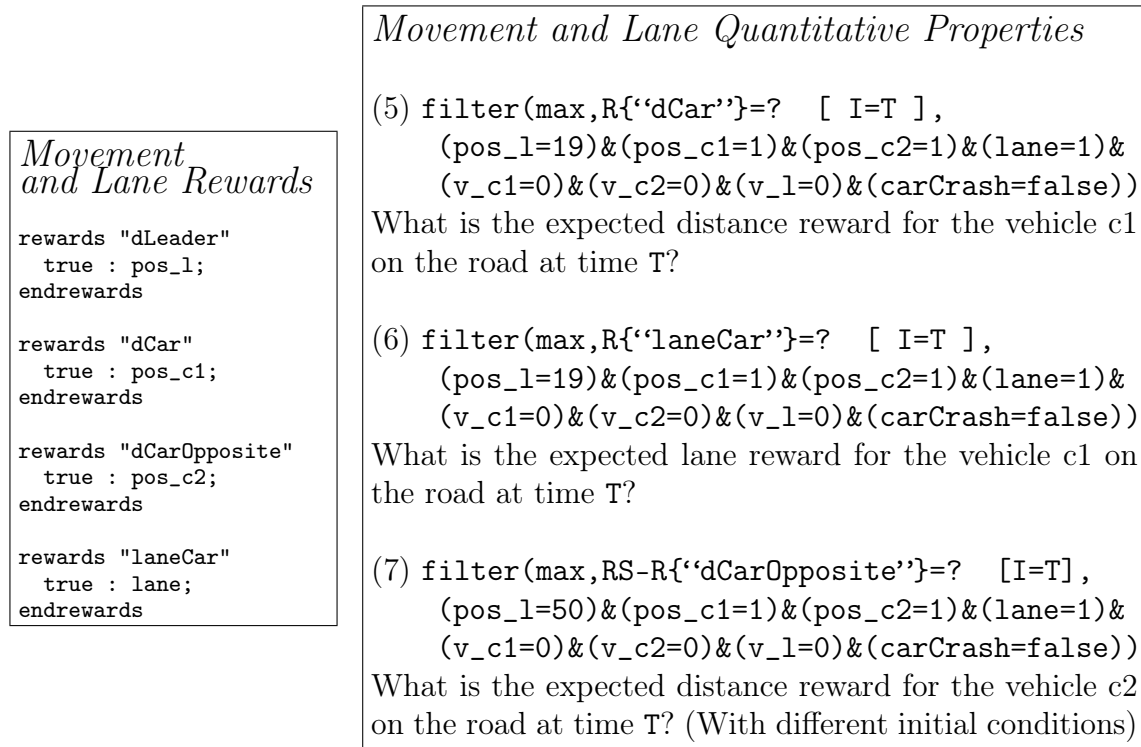 Movement
and Lane Rewards
rewards "dLeader"
true : pos_l;
endrewards
rewards "dCar"
true : pos_c1;
endrewards
rewards "dCarOpposite"
true : pos_c2;
endrewards
rewards "laneCar"
true : lane;
endrewards
Movement and Lane Quantitative Properties
(5) filter(max,R{‘‘dCar’’}=? [ I=T ],
(pos_l=19)&(pos_c1=1)&(pos_c2=1)&(lane=1)&
(v_c1=0)&(v_c2=0)&(v_l=0)&(carCrash=false))
What is the expected distance reward for the vehicle c1
on the road at time T?
(6) filter(max,R{‘‘laneCar’’}=? [ I=T ],
(pos_l=19)&(pos_c1=1)&(pos_c2=1)&(lane=1)&
(v_c1=0)&(v_c2=0)&(v_l=0)&(carCrash=false))
What is the expected lane reward for the vehicle c1 on
the road at time T?
(7) filter(max,RS-R{‘‘dCarOpposite’’}=? [I=T],
(pos_l=50)&(pos_c1=1)&(pos_c2=1)&(lane=1)&
(v_c1=0)&(v_c2=0)&(v_l=0)&(carCrash=false))
What is the expected distance reward for the vehicle c2
on the road at time T? (With different initial conditions)